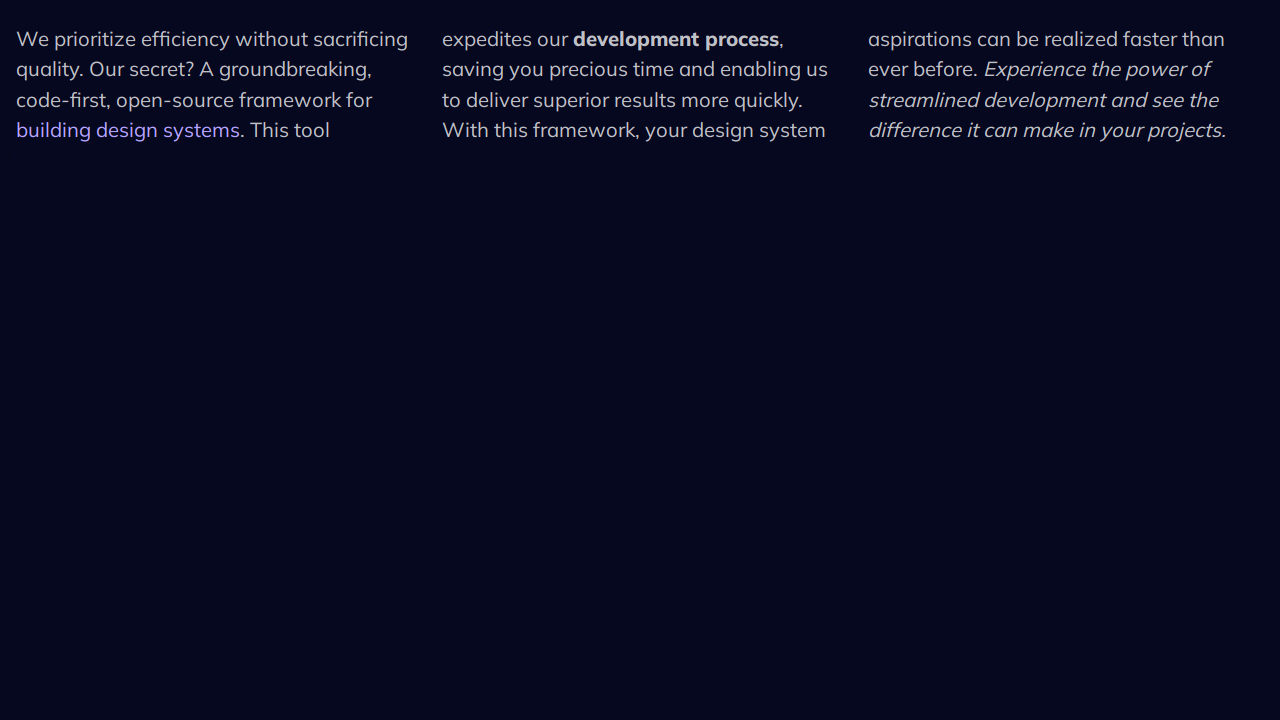 We prioritize efficiency without sacrificing
quality. Our secret? A groundbreaking,
code-first, open-source framework for
building design systems. This tool
expedites our development process,
saving you precious time and enabling us
to deliver superior results more quickly.
With this framework, your design system
aspirations can be realized faster than
ever before. Experience the power of
streamlined development and see the
difference it can make in your projects.